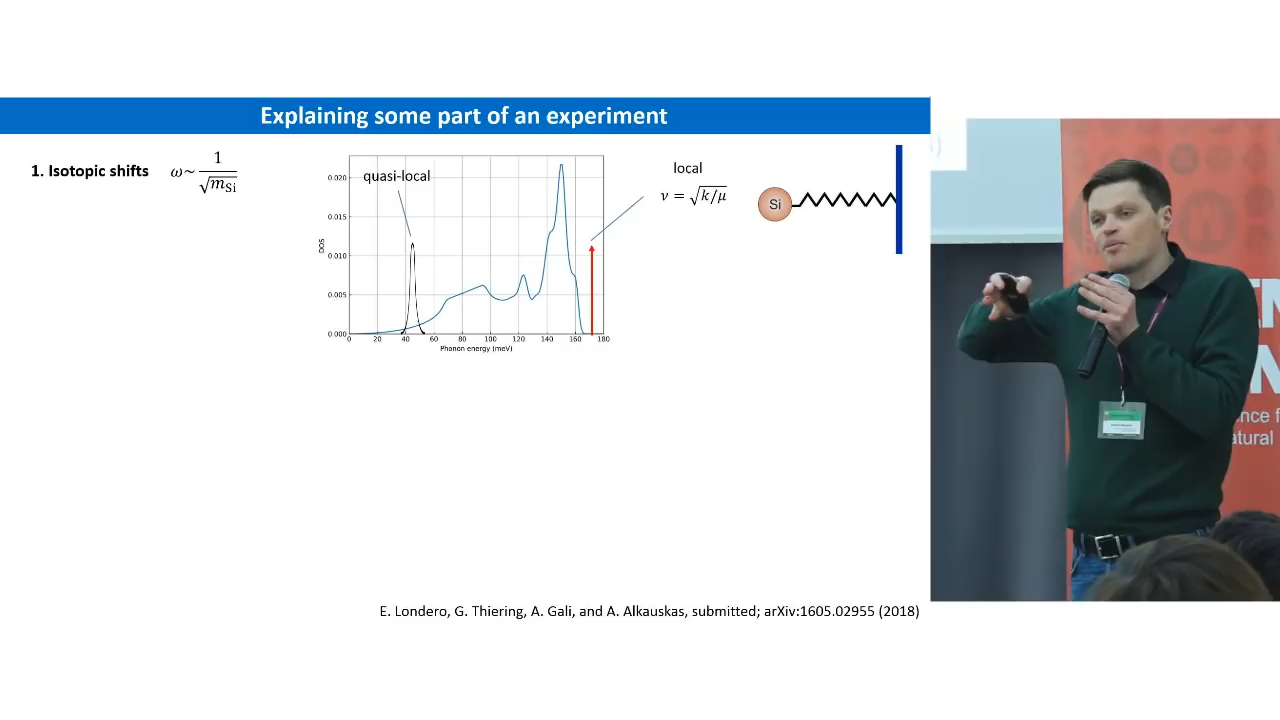 Explaining some part of an experiment
1. Isotopic shifts
ω~ 1/√m_Si
quasi-local
local
ν = √k/μ
Si
DOS
0.020
0.015
0.010
0.005
0.000
0 20 40 60 80 100 120 140 160 180
Phonon energy (meV)
E. Londero, G. Thiering, A. Gali, and A. Alkauskas, submitted; arXiv:1605.02955 (2018)